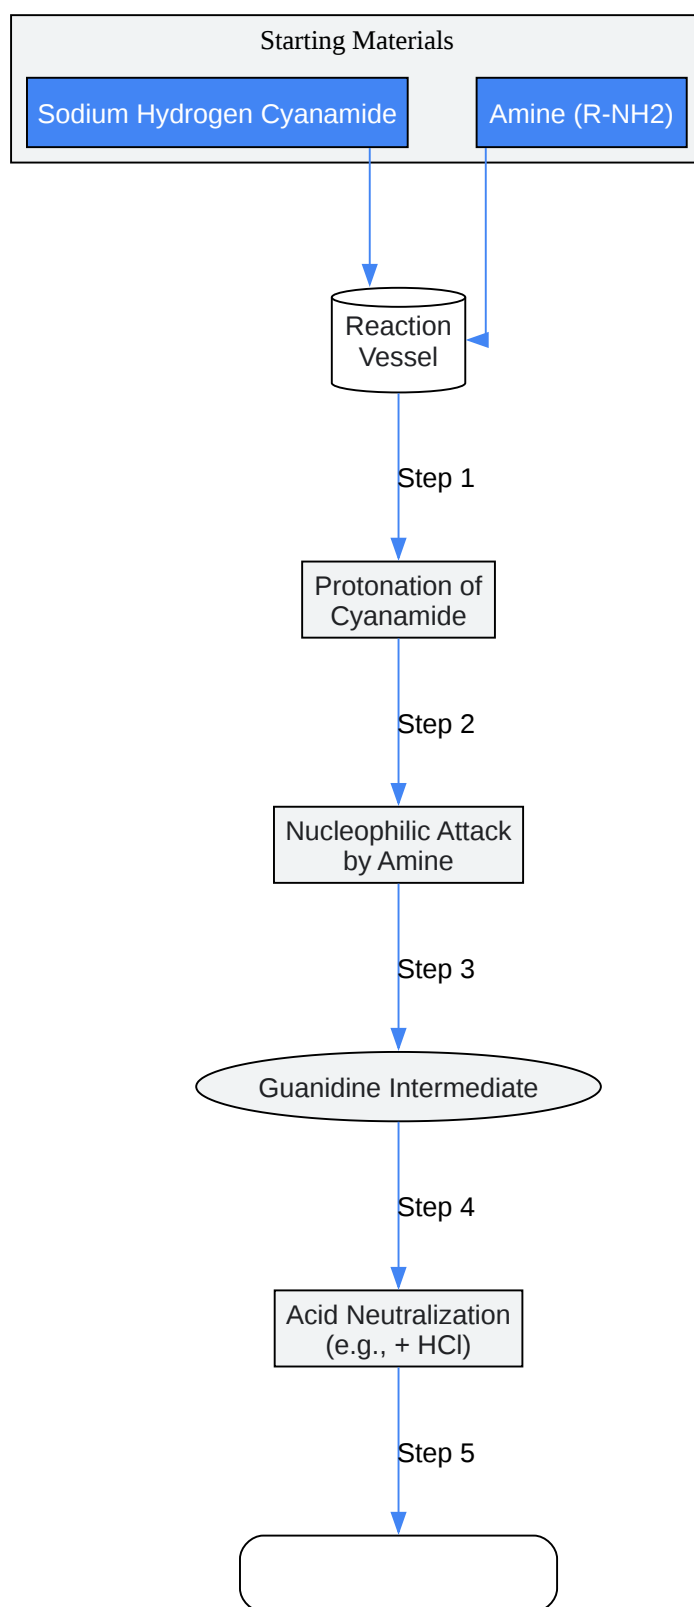 Starting Materials
Sodium Hydrogen Cyanamide
Amine (R-NH2)
Reaction
Vessel
Step 1
Protonation of
Cyanamide
Step 2
Nucleophilic Attack
by Amine
Step 3
Guanidine Intermediate
Step 4
Acid Neutralization
(e.g., + HCl)
Step 5